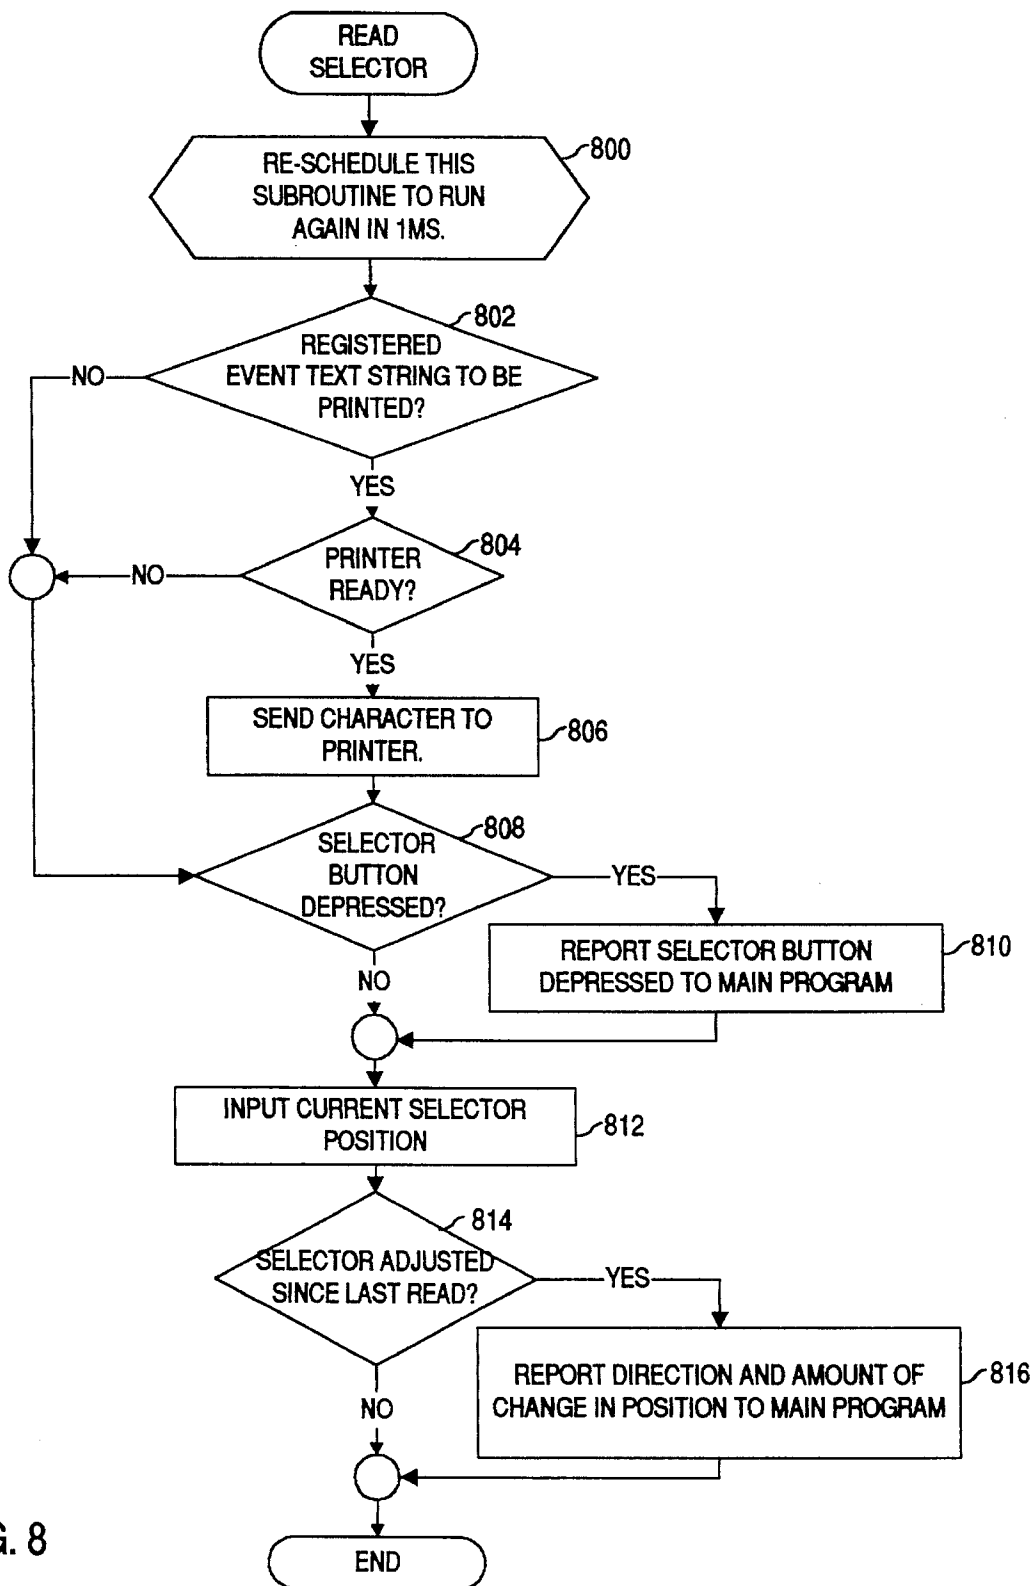 READ
SELECTOR
RE-SCHEDULE THIS
SUBROUTINE TO RUN
AGAIN IN 1MS.
800
REGISTERED
EVENT TEXT STRING TO BE
PRINTED?
802
NO
YES
PRINTER
READY?
804
NO
YES
SEND CHARACTER TO
PRINTER.
806
SELECTOR
BUTTON
DEPRESSED?
808
YES
REPORT SELECTOR BUTTON
DEPRESSED TO MAIN PROGRAM
810
NO
INPUT CURRENT SELECTOR
POSITION
812
SELECTOR ADJUSTED
SINCE LAST READ?
814
YES
REPORT DIRECTION AND AMOUNT OF
CHANGE IN POSITION TO MAIN PROGRAM
816
NO
END
G. 8